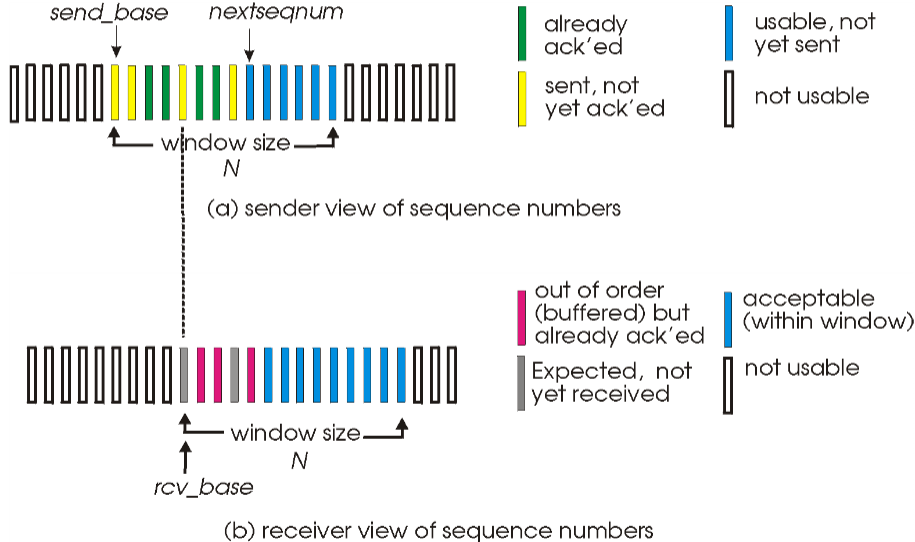 send_base nextseqnum
already
ack'ed
usable, not
yet sent
sent, not
yet ack'ed
not usable
window size
N
(a) sender view of sequence numbers
out of order
(buffered) but
already ack'ed
acceptable
(within window)
Expected, not
yet received
not usable
window size
N
rcv_base
(b) receiver view of sequence numbers